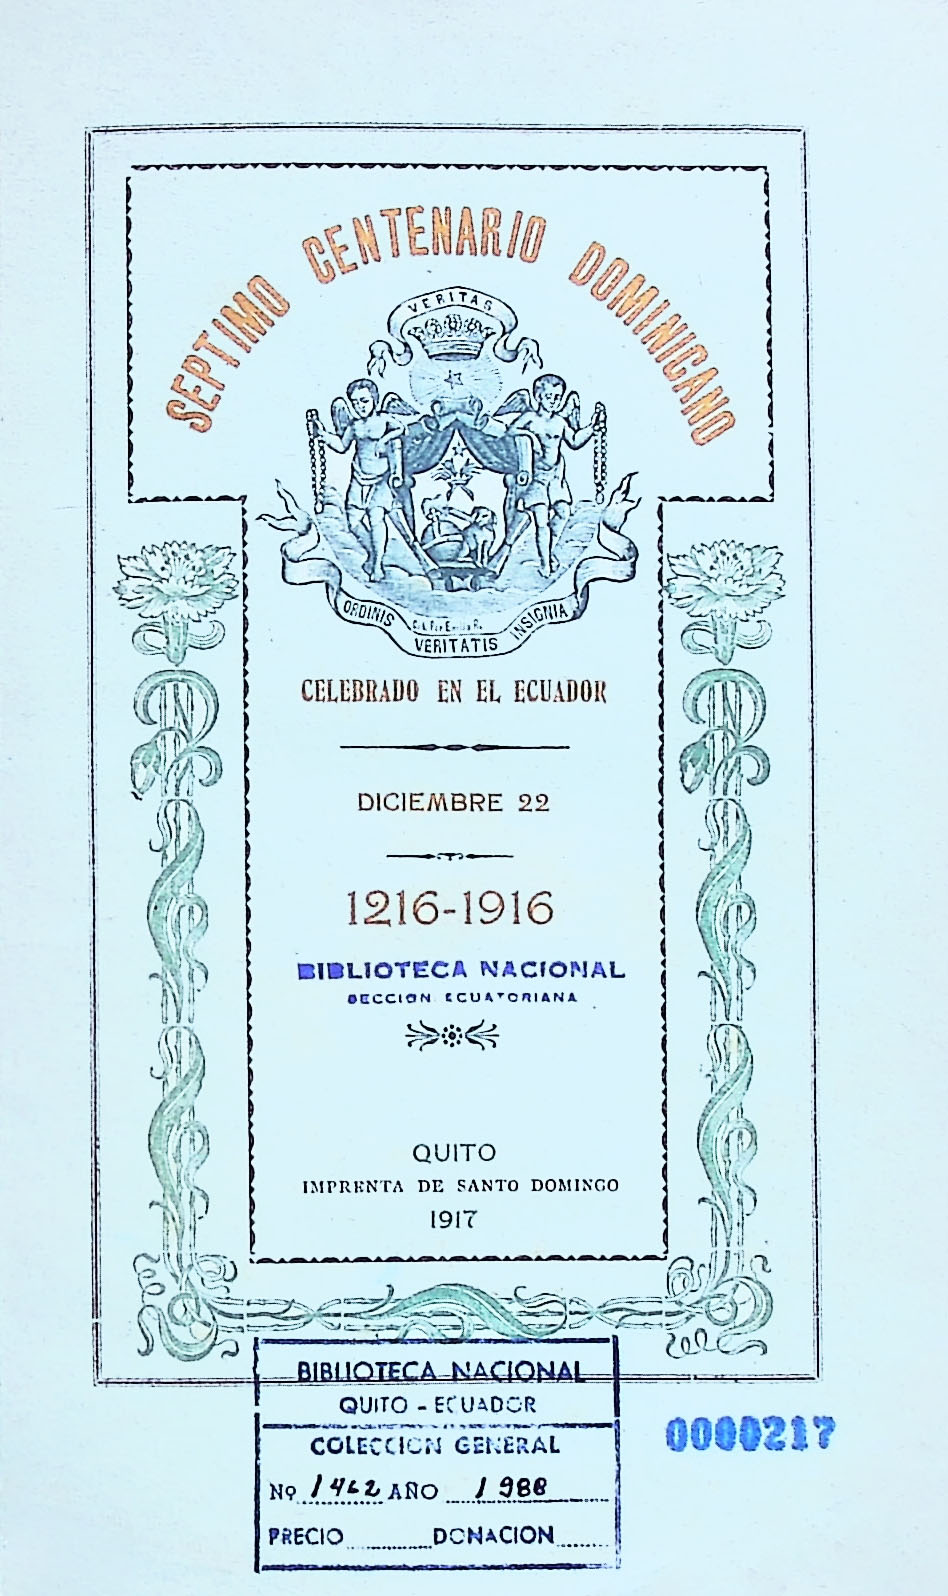 SEPTIMO CENTENARIO DOMINICANO
VERITAS
ORDINIS
VERITATIS
INSIGNIA
CELEBRADO EN EL ECUADOR
DICIEMBRE 22
1216-1916
BIBLIOTECA NACIONAL
SECCION ECUATORIANA
QUITO
IMPRENTA DE SANTO DOMINGO
1917
BIBLIOTECA NACIONAL
QUITO - ECUADOR
COLECCION GENERAL
Nº 1462 AÑO 1988
PRECIO DONACION
0000217